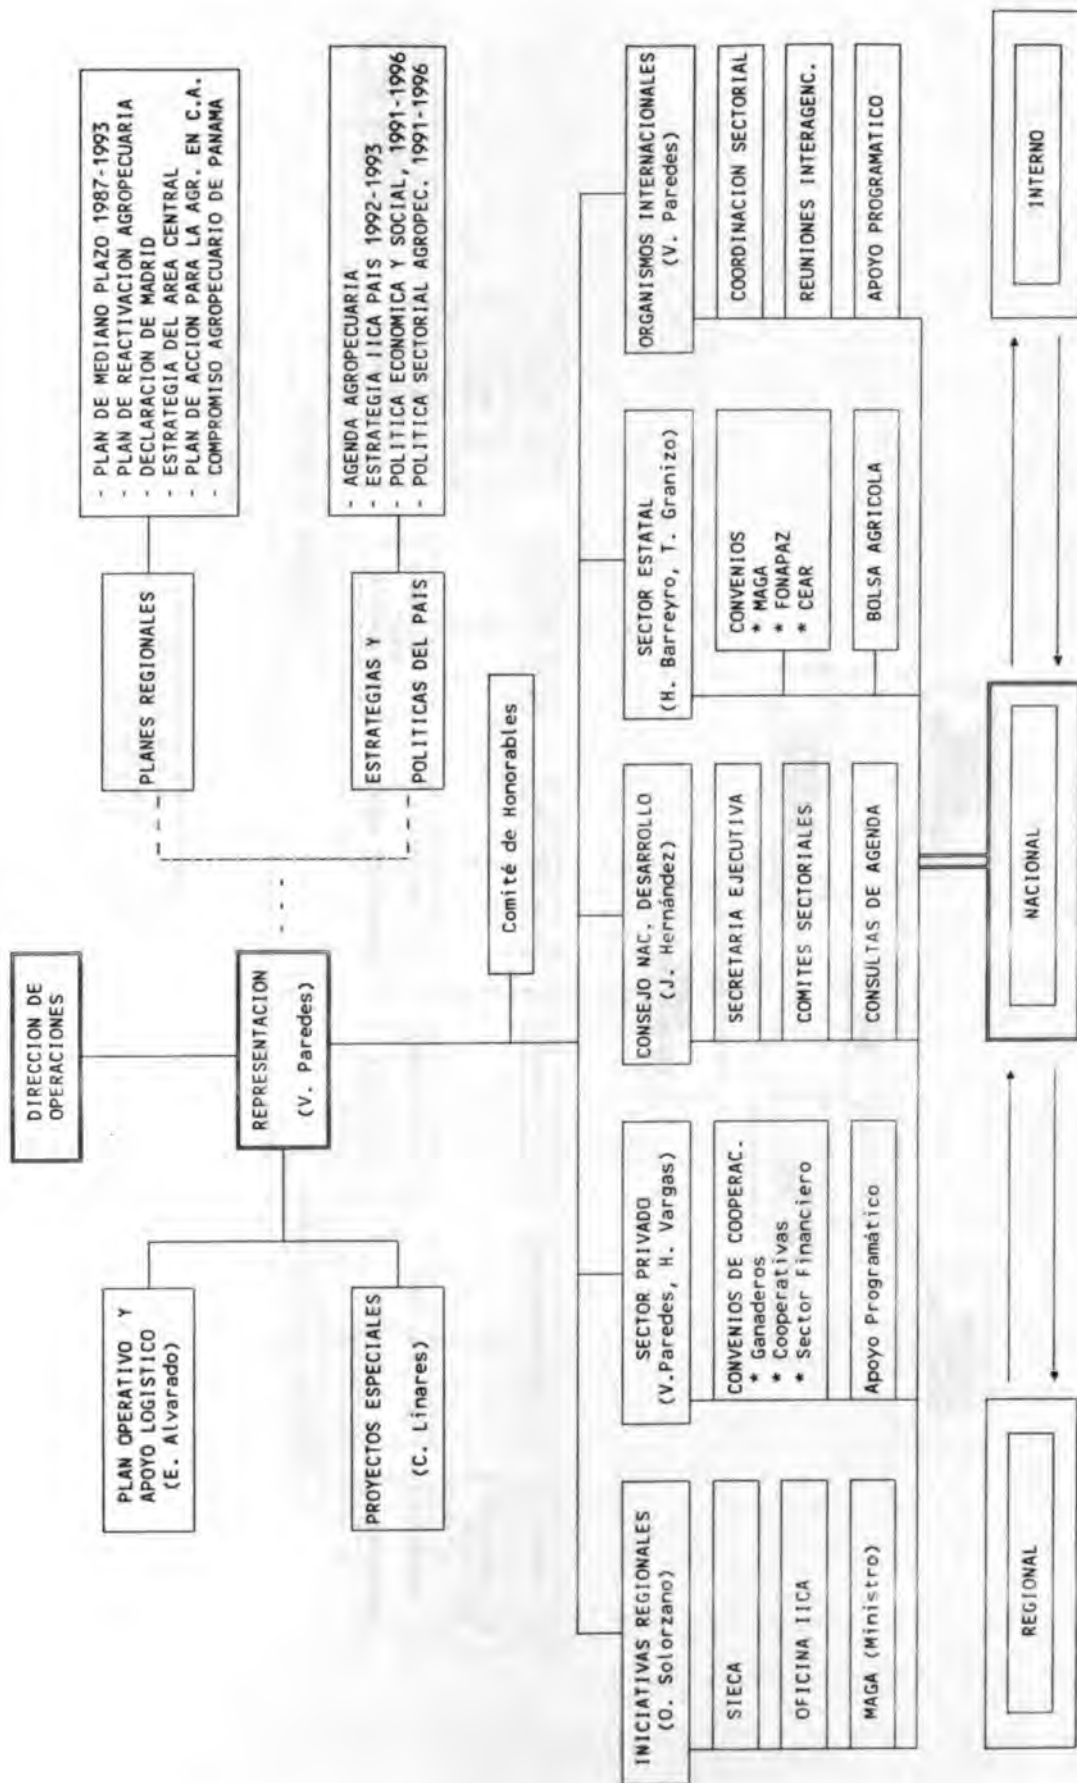 DIRECCION DE
OPERACIONES
PLAN OPERATIVO Y
APOYO LOGISTICO
(E. Alvarado)
PROYECTOS ESPECIALES
(C. Linares)
REPRESENTACION
(V. Paredes)
PLANES REGIONALES
- PLAN DE MEDIANO PLAZO 1987-1993
- PLAN DE REACTIVACION AGROPECUARIA
- DECLARACION DE MADRID
- ESTRATEGIA DEL AREA CENTRAL
- PLAN DE ACCION PARA LA AGR. EN C.A.
- COMPROMISO AGROPECUARIO DE PANAMA
ESTRATEGIAS Y
POLITICAS DEL PAIS
- AGENDA AGROPECUARIA
- ESTRATEGIA IICA PAIS 1992-1993
- POLITICA ECONOMICA Y SOCIAL, 1991-1996
- POLITICA SECTORIAL AGROPEC. 1991-1996
Comité de Honorables
INICIATIVAS REGIONALES
(O. Solorzano)
SIECA
OFICINA IICA
MAGA (Ministro)
SECTOR PRIVADO
(V.Paredes, H. Vargas)
CONVENIOS DE COOPERAC.
* Ganaderos
* Cooperativas
* Sector Financiero
Apoyo Programático
CONSEJO NAC. DESARROLLO
(J. Hernández)
SECRETARIA EJECUTIVA
COMITES SECTORIALES
CONSULTAS DE AGENDA
SECTOR ESTATAL
(H. Barreyro, T. Granizo)
CONVENIOS
* MAGA
* FONAPAZ
* CEAR
BOLSA AGRICOLA
ORGANISMOS INTERNACIONALES
(V. Paredes)
COORDINACION SECTORIAL
REUNIONES INTERAGENC.
APOYO PROGRAMATICO
REGIONAL
NACIONAL
INTERNO